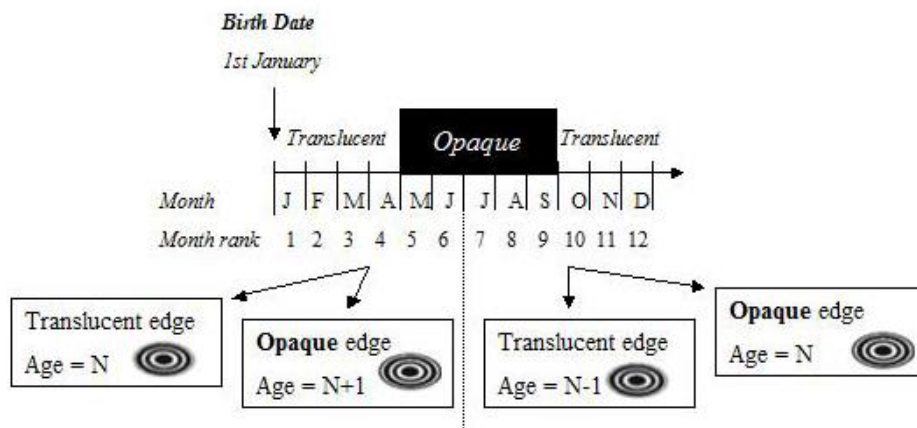 Birth Date
1st January
Translucent Opaque Translucent
Month J F M A M J J A S O N D
Month rank 1 2 3 4 5 6 7 8 9 10 11 12
Translucent edge
Age = N
Opaque edge
Age = N+1
Translucent edge
Age = N-1
Opaque edge
Age = N